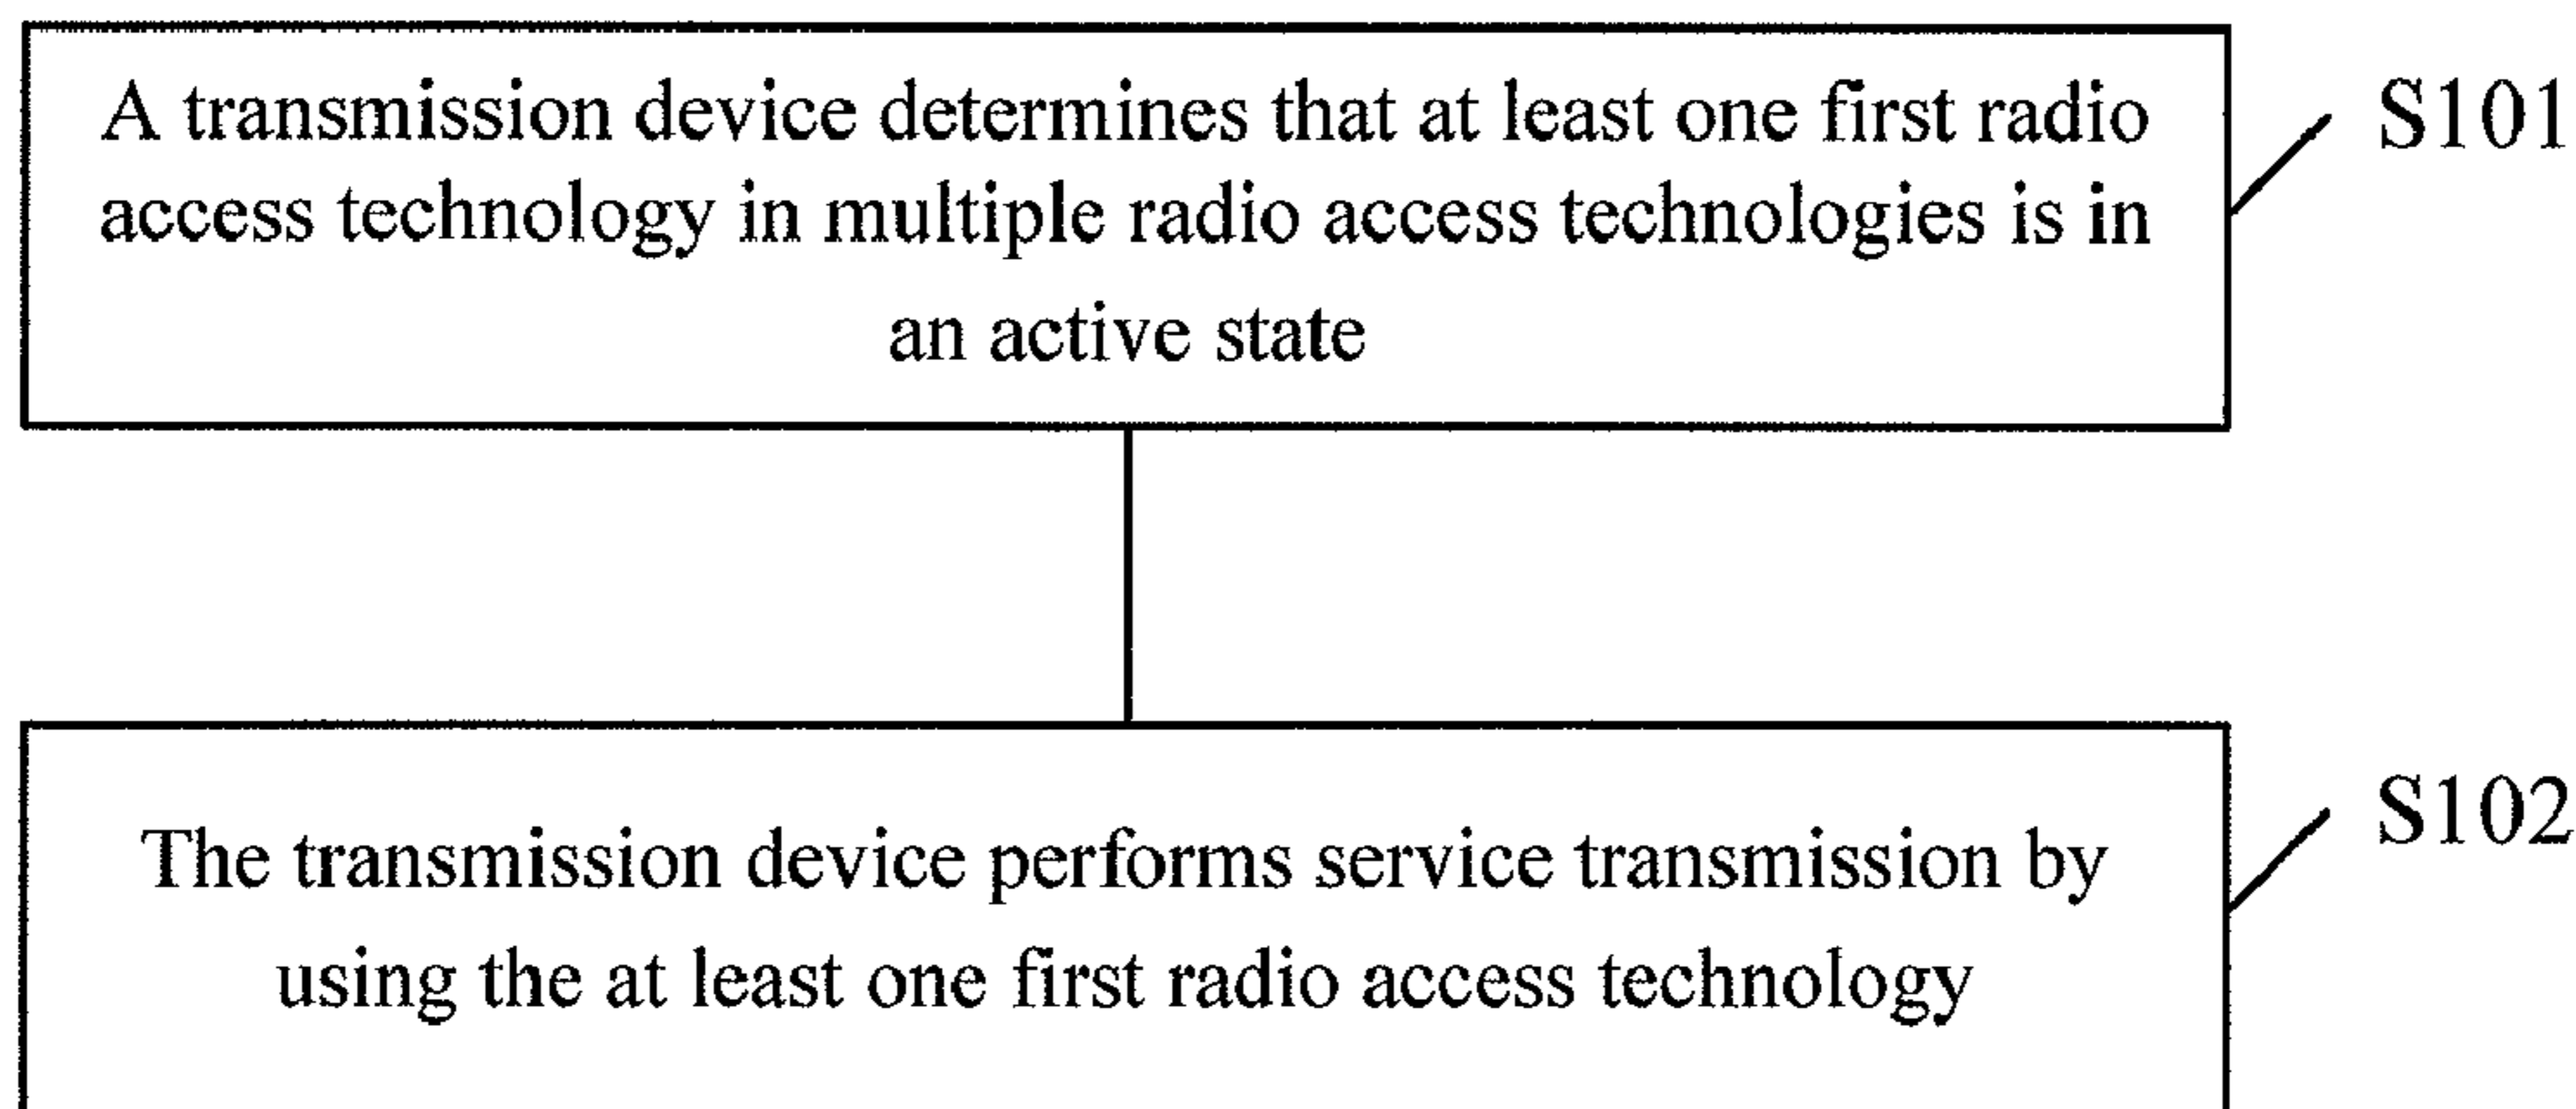 A transmission device determines that at least one first radio
access technology in multiple radio access technologies is in
an active state
S101
The transmission device performs service transmission by
using the at least one first radio access technology
S102